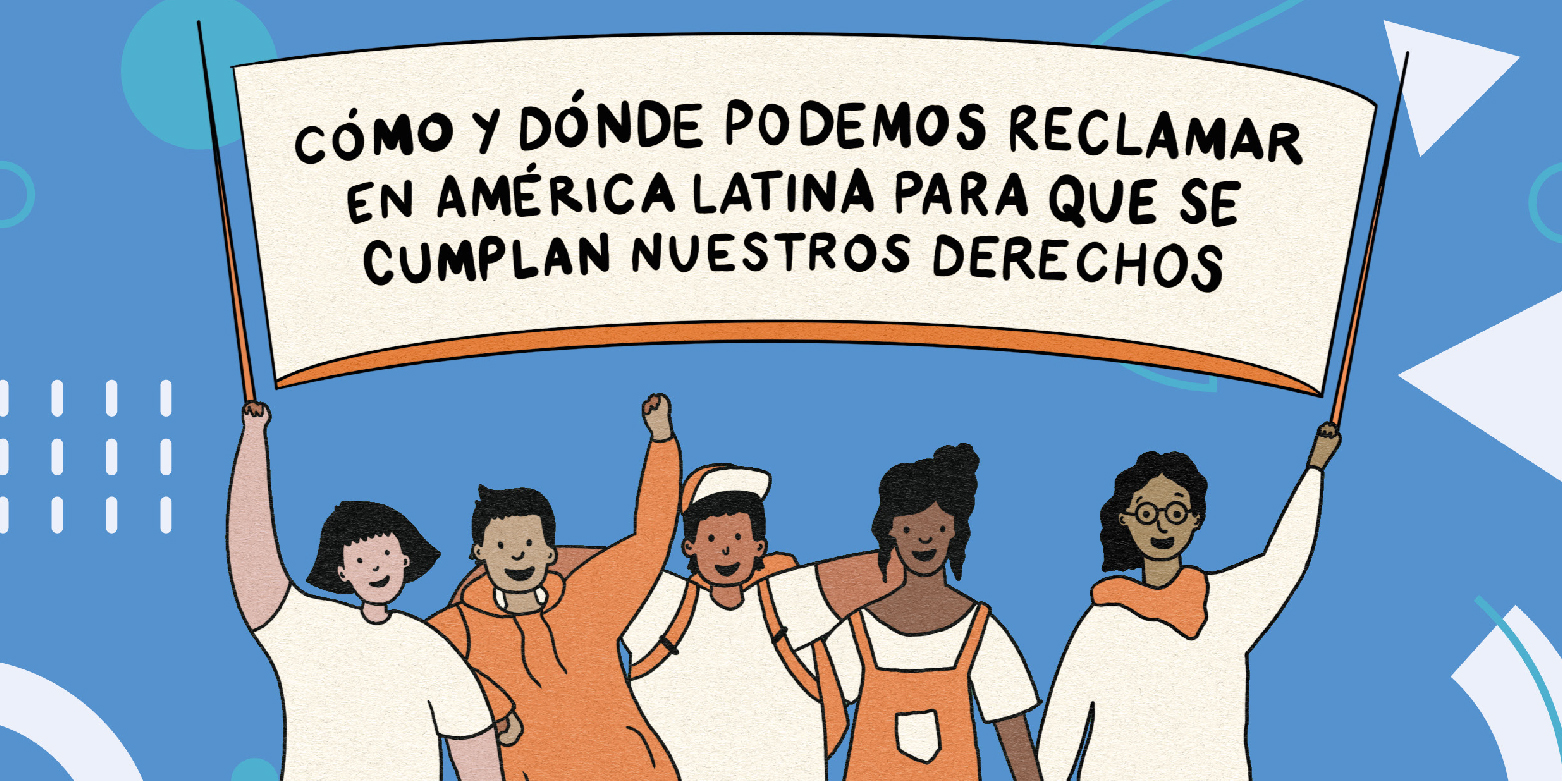 CÓMO Y DÓNDE PODEMOS RECLAMAR
EN AMÉRICA LATINA PARA QUE SE
CUMPLAN NUESTROS DERECHOS